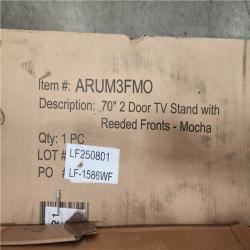 Item #: ARUM3FMO
Description: 70" 2 Door TV Stand with
Reeded Fronts - Mocha
Qty: 1 PC
LOT # LF250801
PO # LF-1586WF
21